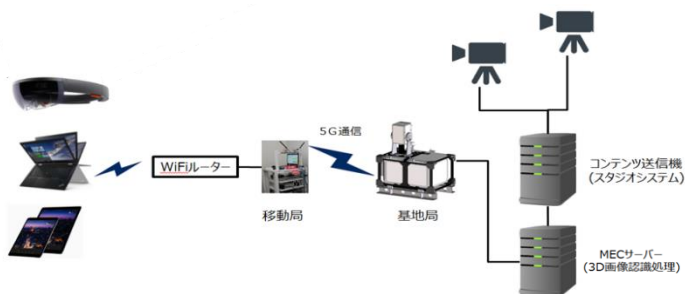 5G通信
WiFiルーター
移動局
基地局
コンテンツ送信機
(スタジオシステム)
MECサーバー
(3D画像認識処理)